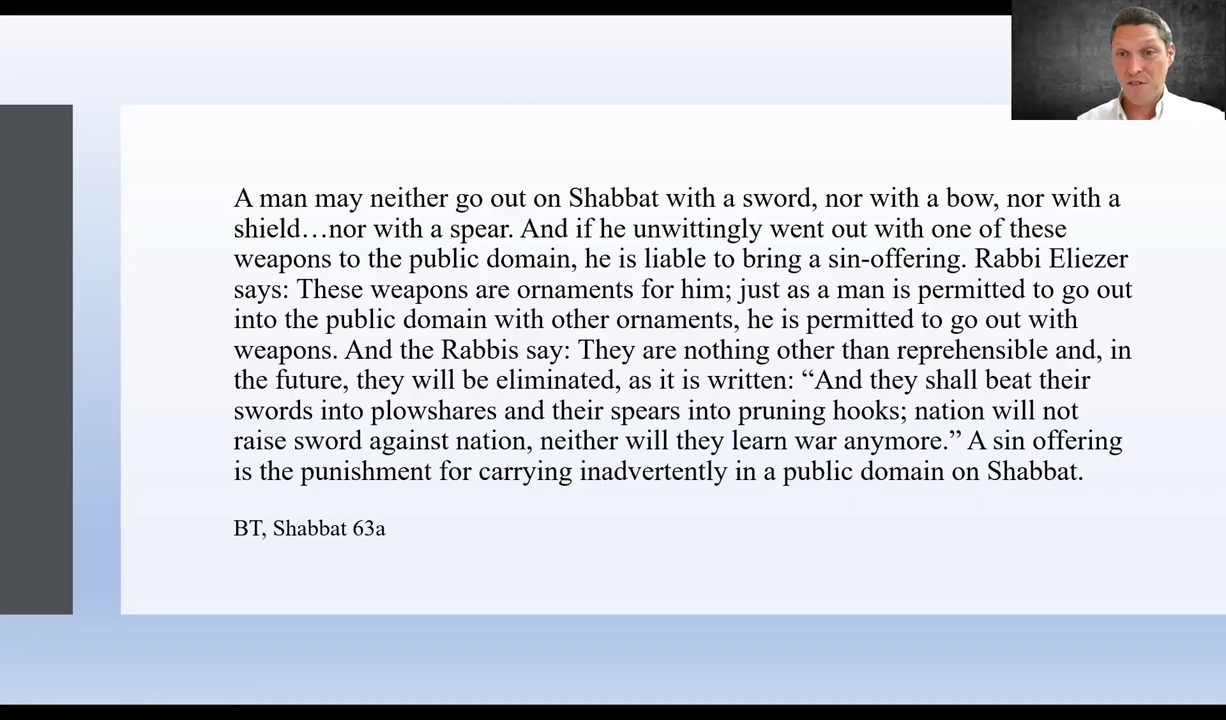 A man may neither go out on Shabbat with a sword, nor with a bow, nor with a
shield…nor with a spear. And if he unwittingly went out with one of these
weapons to the public domain, he is liable to bring a sin-offering. Rabbi Eliezer
says: These weapons are ornaments for him; just as a man is permitted to go out
into the public domain with other ornaments, he is permitted to go out with
weapons. And the Rabbis say: They are nothing other than reprehensible and, in
the future, they will be eliminated, as it is written: “And they shall beat their
swords into plowshares and their spears into pruning hooks; nation will not
raise sword against nation, neither will they learn war anymore.” A sin offering
is the punishment for carrying inadvertently in a public domain on Shabbat.
BT, Shabbat 63a